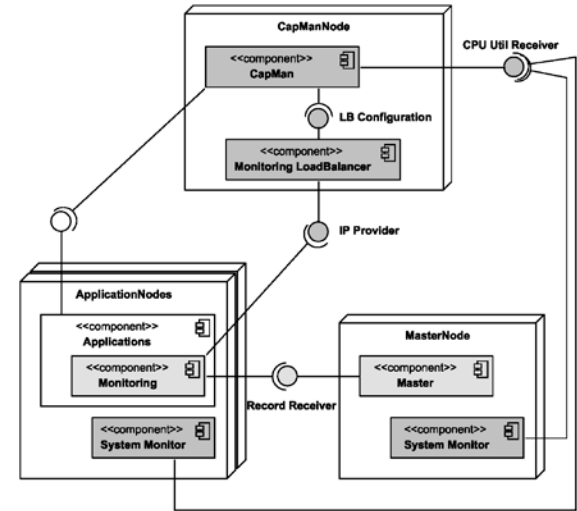 CapManNode
<<component>>
CapMan
CPU Util Receiver
LB Configuration
<<component>>
Monitoring LoadBalancer
IP Provider
ApplicationNodes
<<component>>
Applications
<<component>>
Monitoring
<<component>>
System Monitor
Record Receiver
MasterNode
<<component>>
Master
<<component>>
System Monitor